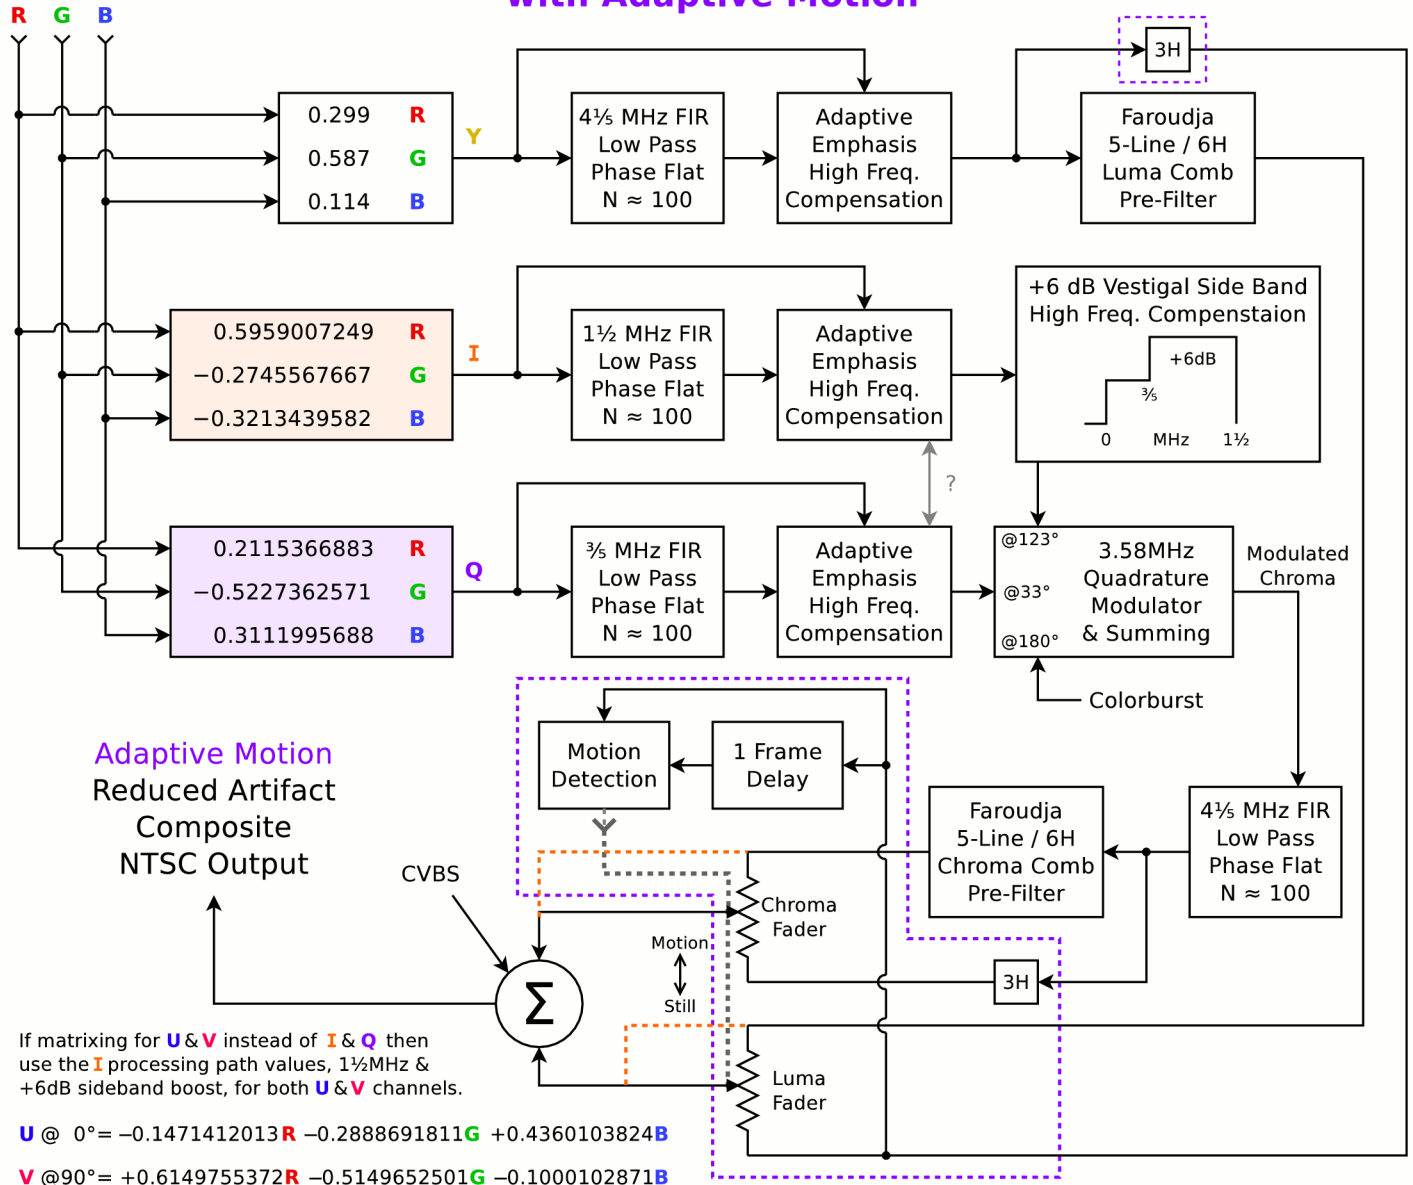 with Adaptive Motion
R G B
3H
0.299 R
0.587 G
0.114 B
Y
4⅕ MHz FIR
Low Pass
Phase Flat
N ≈ 100
Adaptive
Emphasis
High Freq.
Compensation
Faroudja
5-Line / 6H
Luma Comb
Pre-Filter
0.5959007249 R
−0.2745567667 G
−0.3213439582 B
I
1½ MHz FIR
Low Pass
Phase Flat
N ≈ 100
Adaptive
Emphasis
High Freq.
Compensation
+6 dB Vestigal Side Band
High Freq. Compenstaion
+6dB
⅗
0 MHz 1½
?
0.2115366883 R
−0.5227362571 G
0.3111995688 B
Q
⅗ MHz FIR
Low Pass
Phase Flat
N ≈ 100
Adaptive
Emphasis
High Freq.
Compensation
@123°
@33°
@180°
3.58MHz
Quadrature
Modulator
& Summing
Modulated
Chroma
Colorburst
Adaptive Motion
Reduced Artifact
Composite
NTSC Output
Motion
Detection
1 Frame
Delay
Faroudja
5-Line / 6H
Chroma Comb
Pre-Filter
4⅕ MHz FIR
Low Pass
Phase Flat
N ≈ 100
CVBS
Chroma
Fader
Motion
Still
3H
Σ
Luma
Fader
If matrixing for U & V instead of I & Q then
use the I processing path values, 1½MHz &
+6dB sideband boost, for both U & V channels.
U @ 0°= −0.1471412013R −0.2888691811G +0.4360103824B
V @90°= +0.6149755372R −0.5149652501G −0.1000102871B